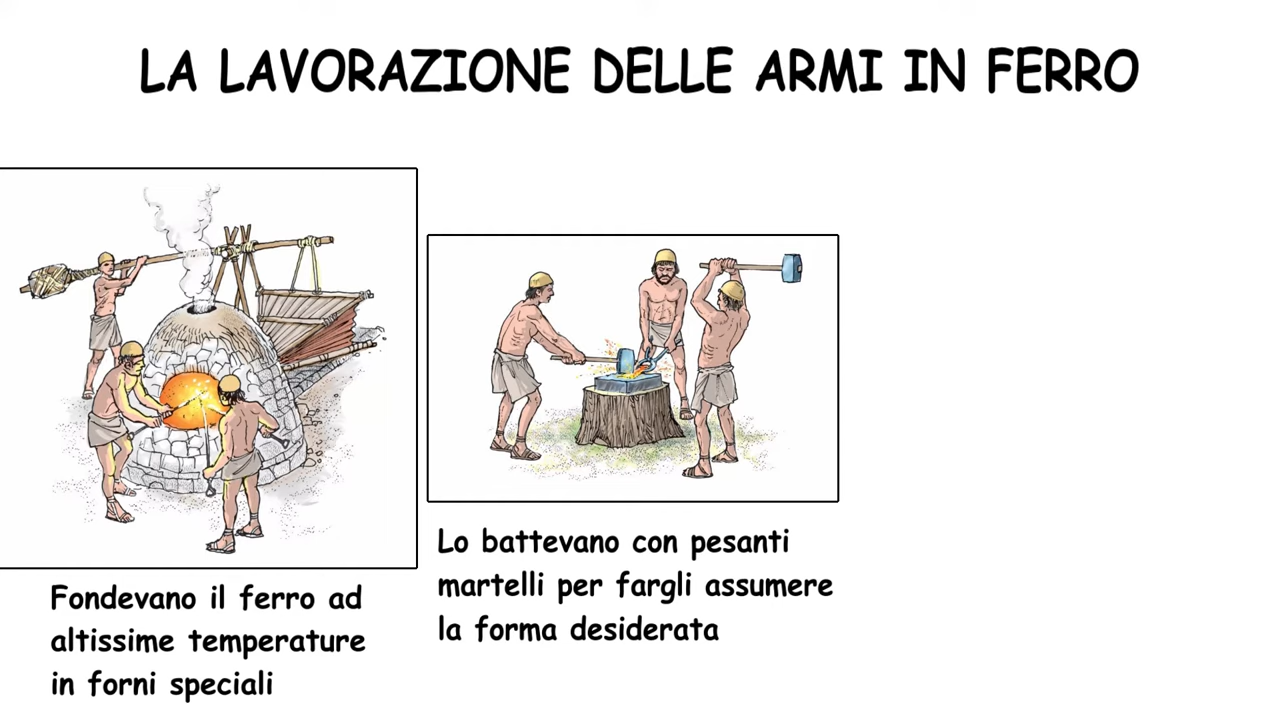 LA LAVORAZIONE DELLE ARMI IN FERRO
Fondevano il ferro ad
altissime temperature
in forni speciali
Lo battevano con pesanti
martelli per fargli assumere
la forma desiderata